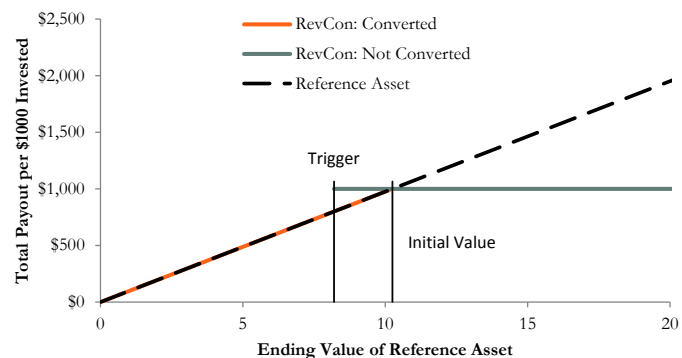 $2,500
RevCon: Converted
RevCon: Not Converted
Reference Asset
$2,000
$1,500
$1,000
$500
$0
Total Payout per $1000 Invested
Trigger
Initial Value
0 5 10 15 20
Ending Value of Reference Asset